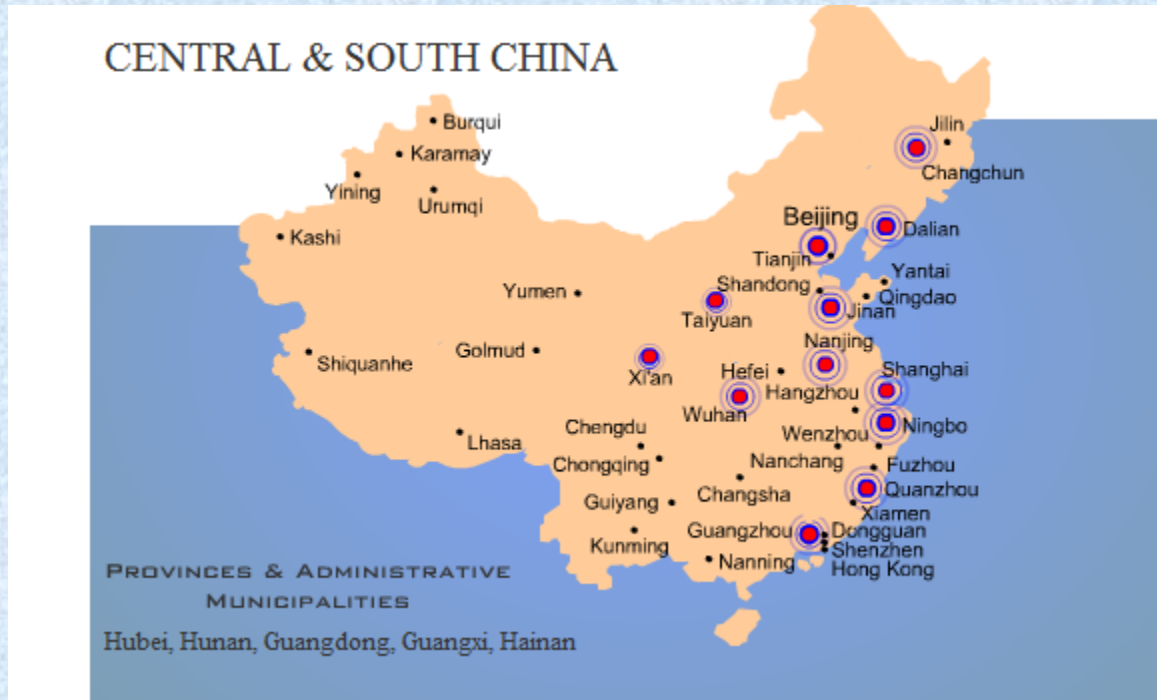 CENTRAL & SOUTH CHINA
Burqui
Jilin
Karamay
Changchun
Yining
Urumqi
Beijing
Dalian
Kashi
Tianjin
Yantai
Shandong
Yumen
Qingdao
Jinan
Taiyuan
Nanjing
Golmud
Shiquanhe
Hefei
Shanghai
Xi'an
Hangzhou
Wuhan
Chengdu
Ningbo
Wenzhou
Lhasa
Chongqing
Nanchang
Fuzhou
Changsha
Quanzhou
Guiyang
Xiamen
Guangzhou
Dongguan
Kunming
Shenzhen
Nanning
Hong Kong
PROVINCES & ADMINISTRATIVE
MUNICIPALITIES
Hubei, Hunan, Guangdong, Guangxi, Hainan